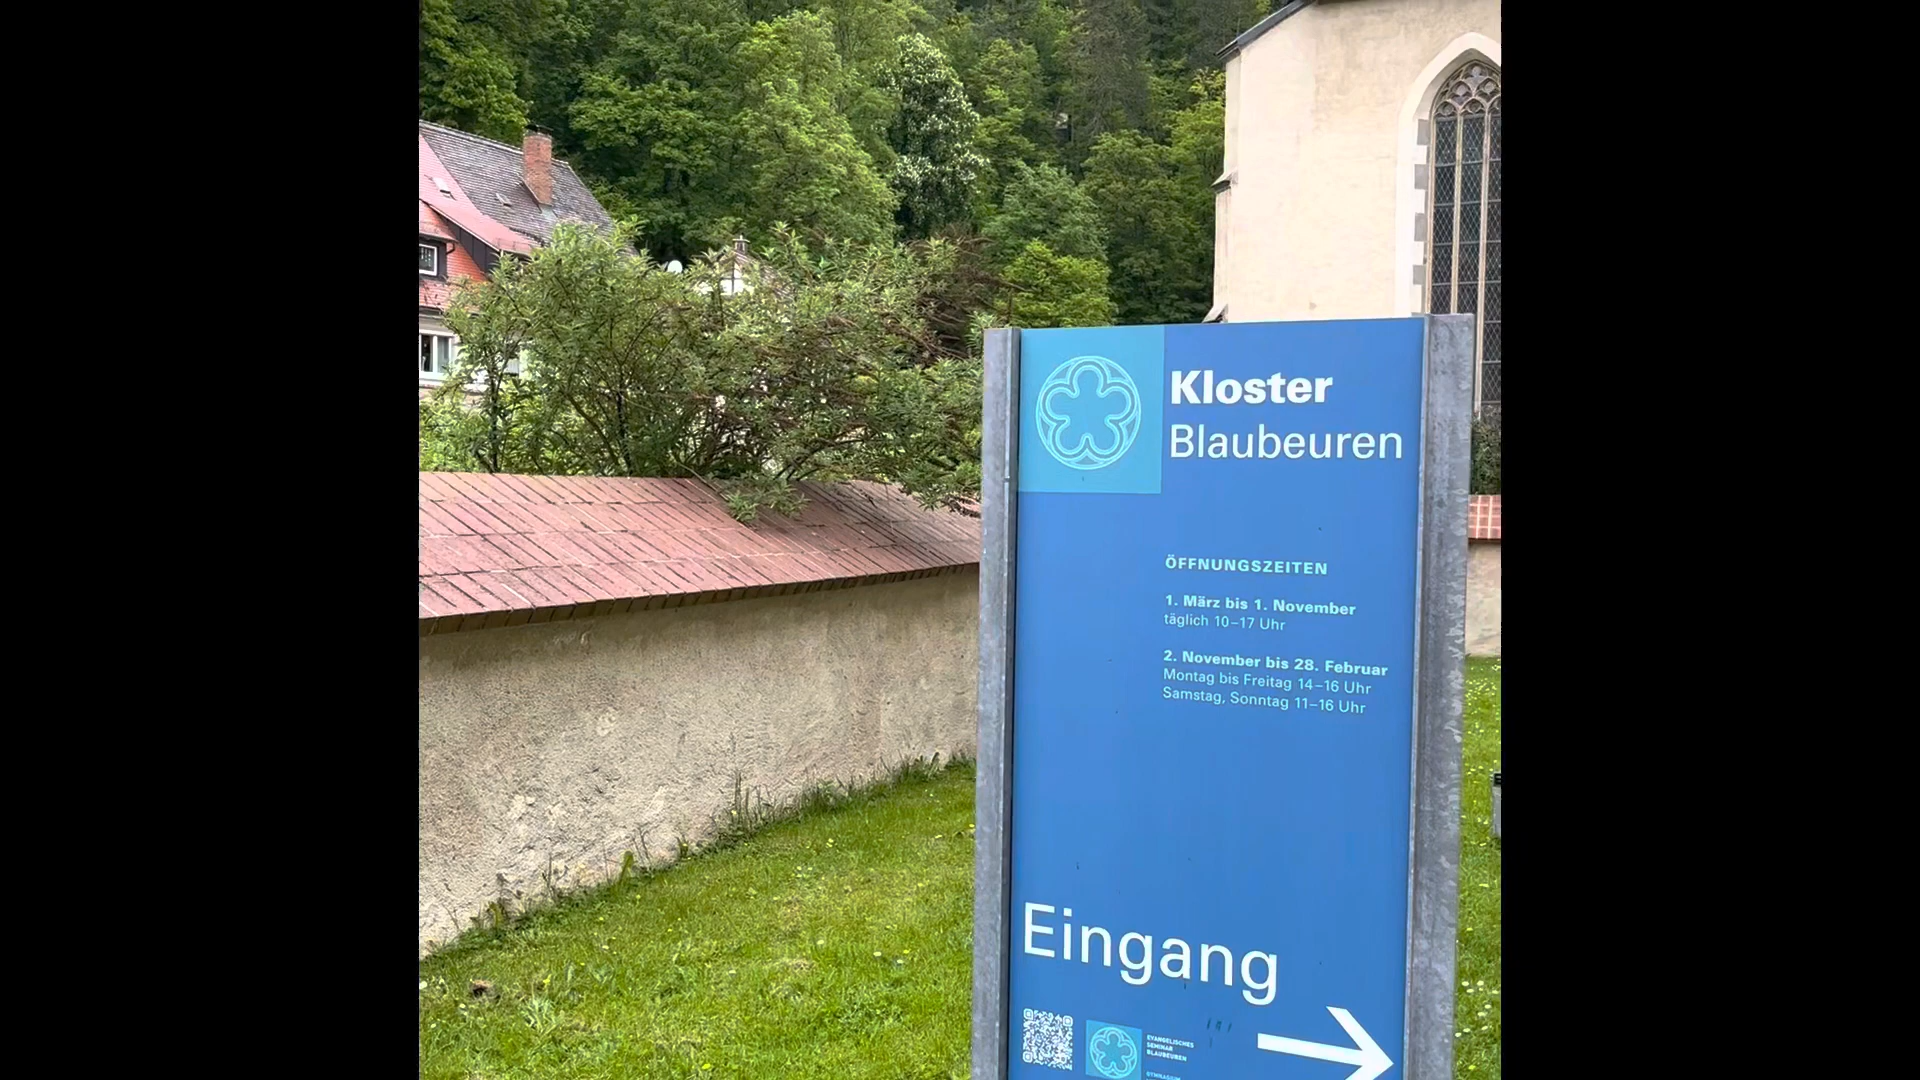 Kloster
Blaubeuren
ÖFFNUNGSZEITEN
1. März bis 1. November
täglich 10–17 Uhr
2. November bis 28. Februar
Montag bis Freitag 14–16 Uhr
Samstag, Sonntag 11–16 Uhr
Eingang
EVANGELISCHES
SEMINAR
BLAUBEUREN